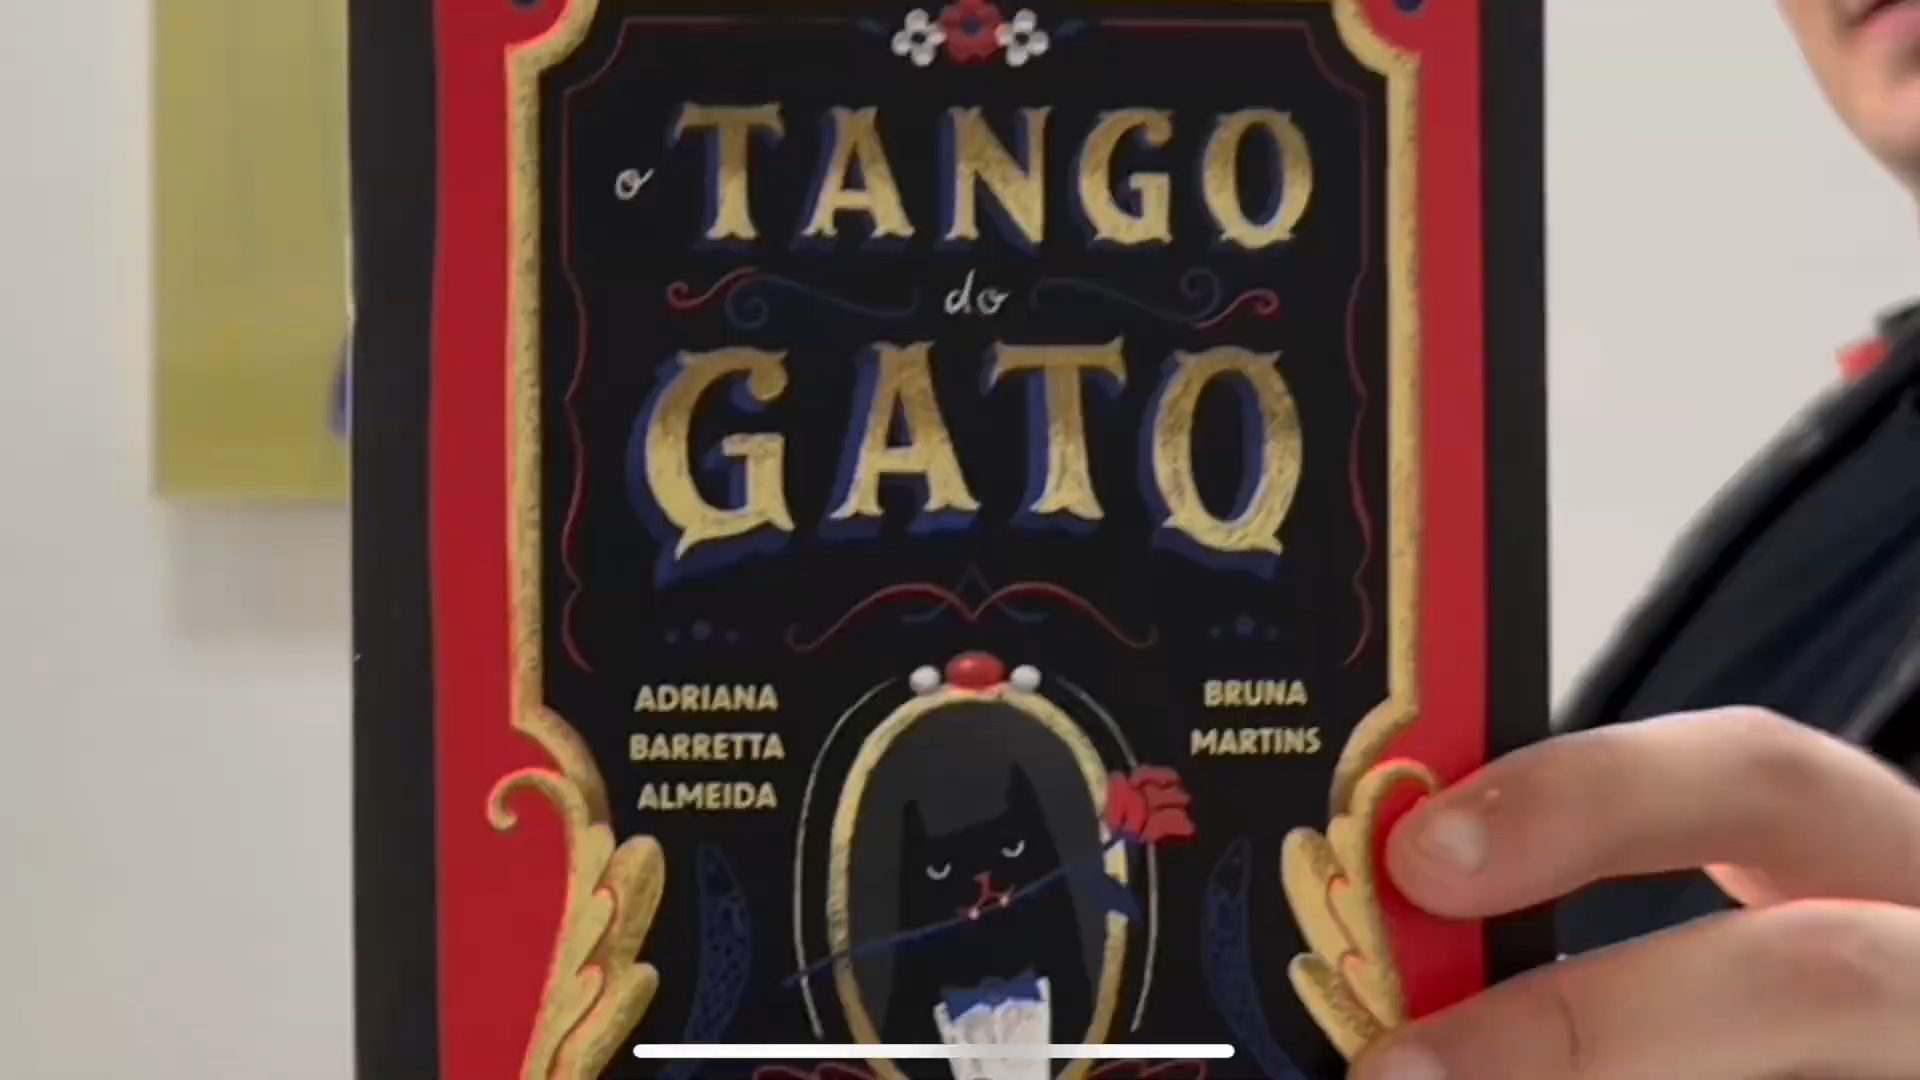 o TANGO
do
GATO
ADRIANA
BARRETTA
ALMEIDA
BRUNA
MARTINS